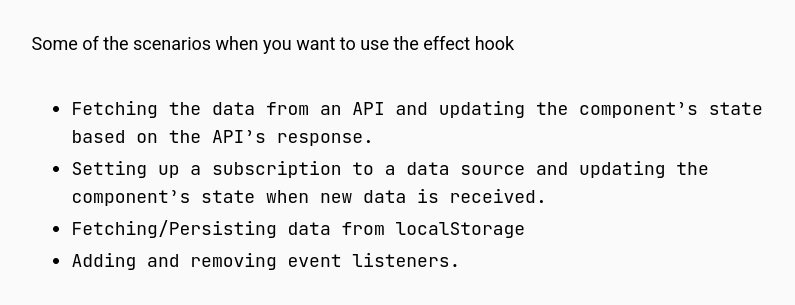 Some of the scenarios when you want to use the effect hook
• Fetching the data from an API and updating the component’s state
based on the API’s response.
• Setting up a subscription to a data source and updating the
component’s state when new data is received.
• Fetching/Persisting data from localStorage
• Adding and removing event listeners.